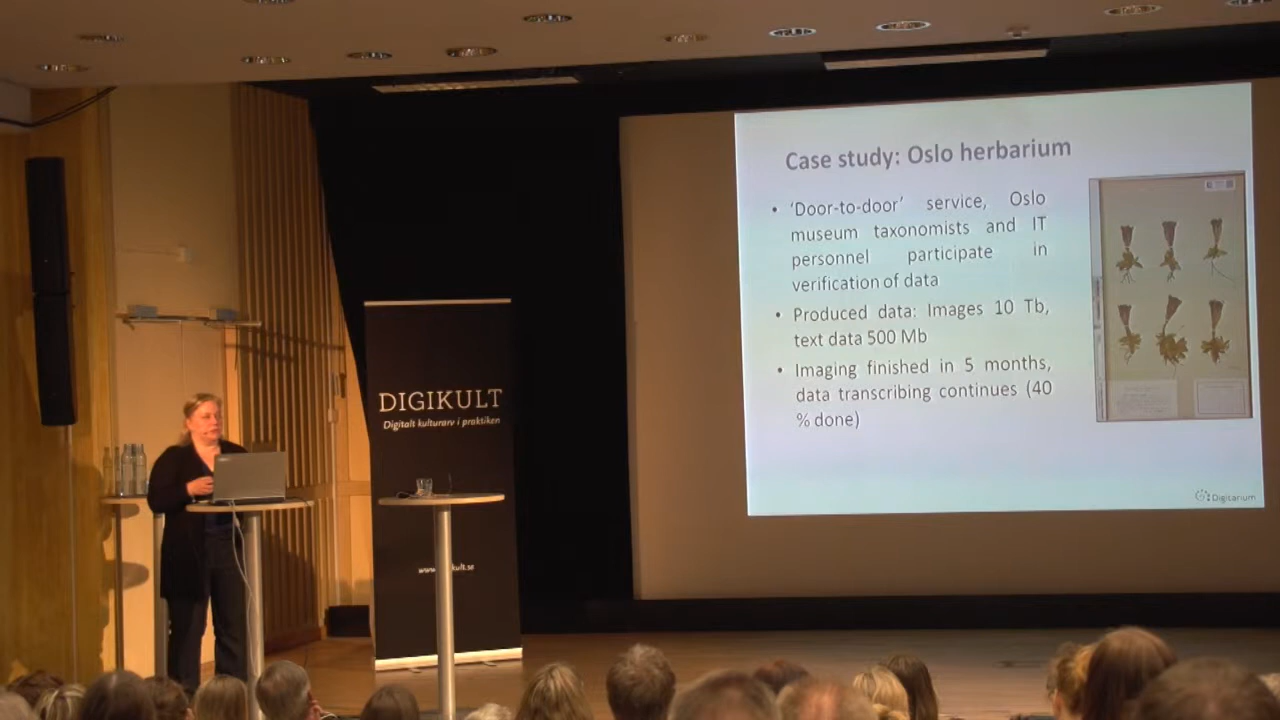 Case study: Oslo herbarium
• ‘Door-to-door’ service, Oslo
museum taxonomists and IT
personnel participate in
verification of data
• Produced data: Images 10 Tb,
text data 500 Mb
• Imaging finished in 5 months,
data transcribing continues (40
% done)
Digitarium
DIGIKULT
Digitalt kulturarv i praktiken